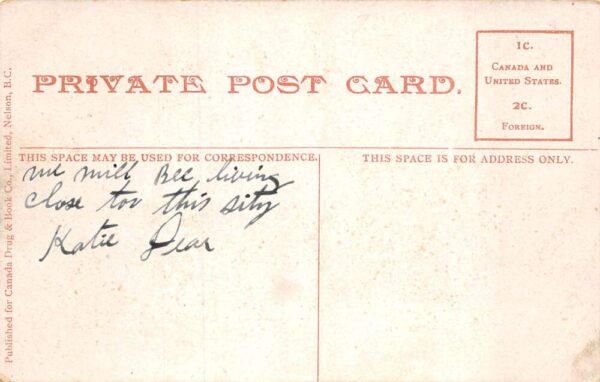 Published for Canada Drug & Book Co., Limited, Nelson, B.C.
PRIVATE POST CARD.
1C.
CANADA AND
UNITED STATES.
2C.
FOREIGN.
THIS SPACE MAY BE USED FOR CORRESPONDENCE.
THIS SPACE IS FOR ADDRESS ONLY.
we will Bee living
close too this sity
Katie Dear